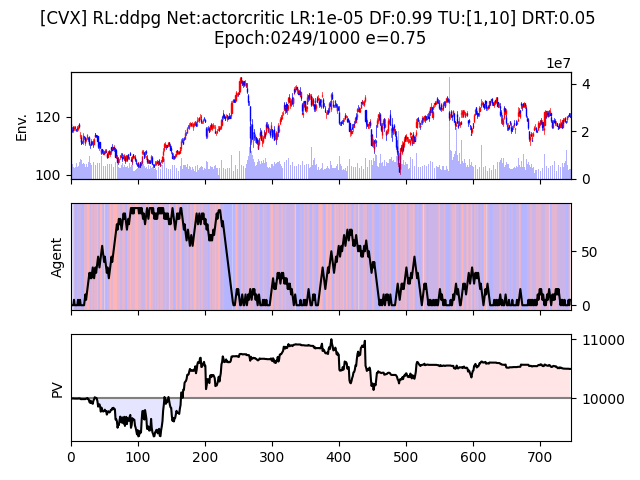 [CVX] RL:ddpg Net:actorcritic LR:1e-05 DF:0.99 TU:[1,10] DRT:0.05
Epoch:0249/1000 e=0.75
1e7
Env.
120
100
4
2
0
Agent
50
0
PV
11000
10000
0 100 200 300 400 500 600 700